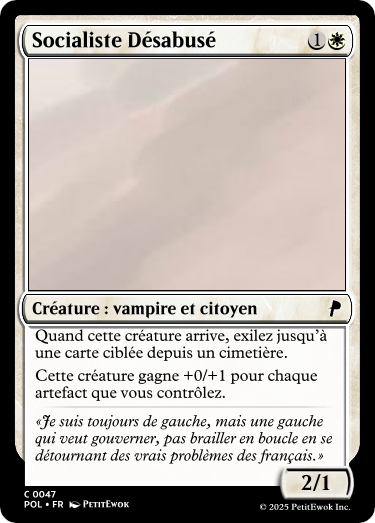 Socialiste Désabusé 1
Créature : vampire et citoyen
Quand cette créature arrive, exilez jusqu'à
une carte ciblée depuis un cimetière.
Cette créature gagne +0/+1 pour chaque
artefact que vous contrôlez.
«Je suis toujours de gauche, mais une gauche
qui veut gouverner, pas brailler en boucle en se
détournant des vrais problèmes des français.»
2/1
C 0047
POL • FR PETITEWOK
© 2025 PetitEwok Inc.